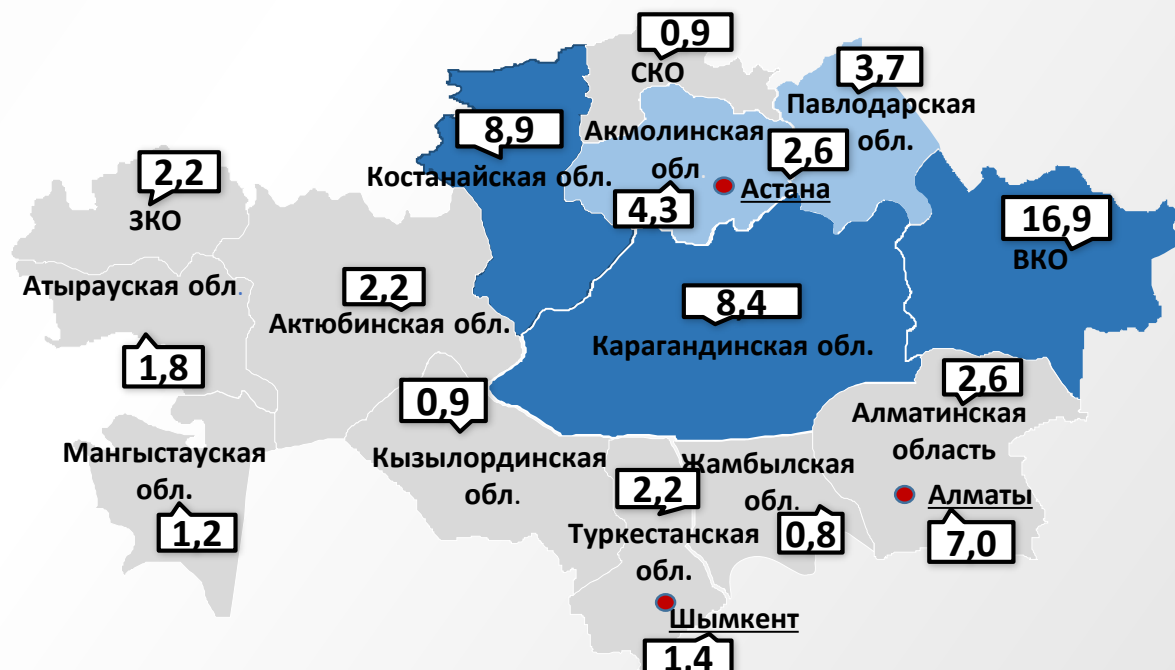 0,9
СКО
3,7
Павлодарская
обл.
8,9
Костанайская обл.
Акмолинская
обл.
4,3
2,6
Астана
2,2
ЗКО
16,9
ВКО
Атырауская обл.
1,8
2,2
Актюбинская обл.
8,4
Карагандинская обл.
0,9
Кызылординская
обл.
2,6
Алматинская
область
Алматы
7,0
Мангыстауская
обл.
1,2
2,2
Туркестанская
обл.
Жамбылская
обл.
0,8
Шымкент
1,4